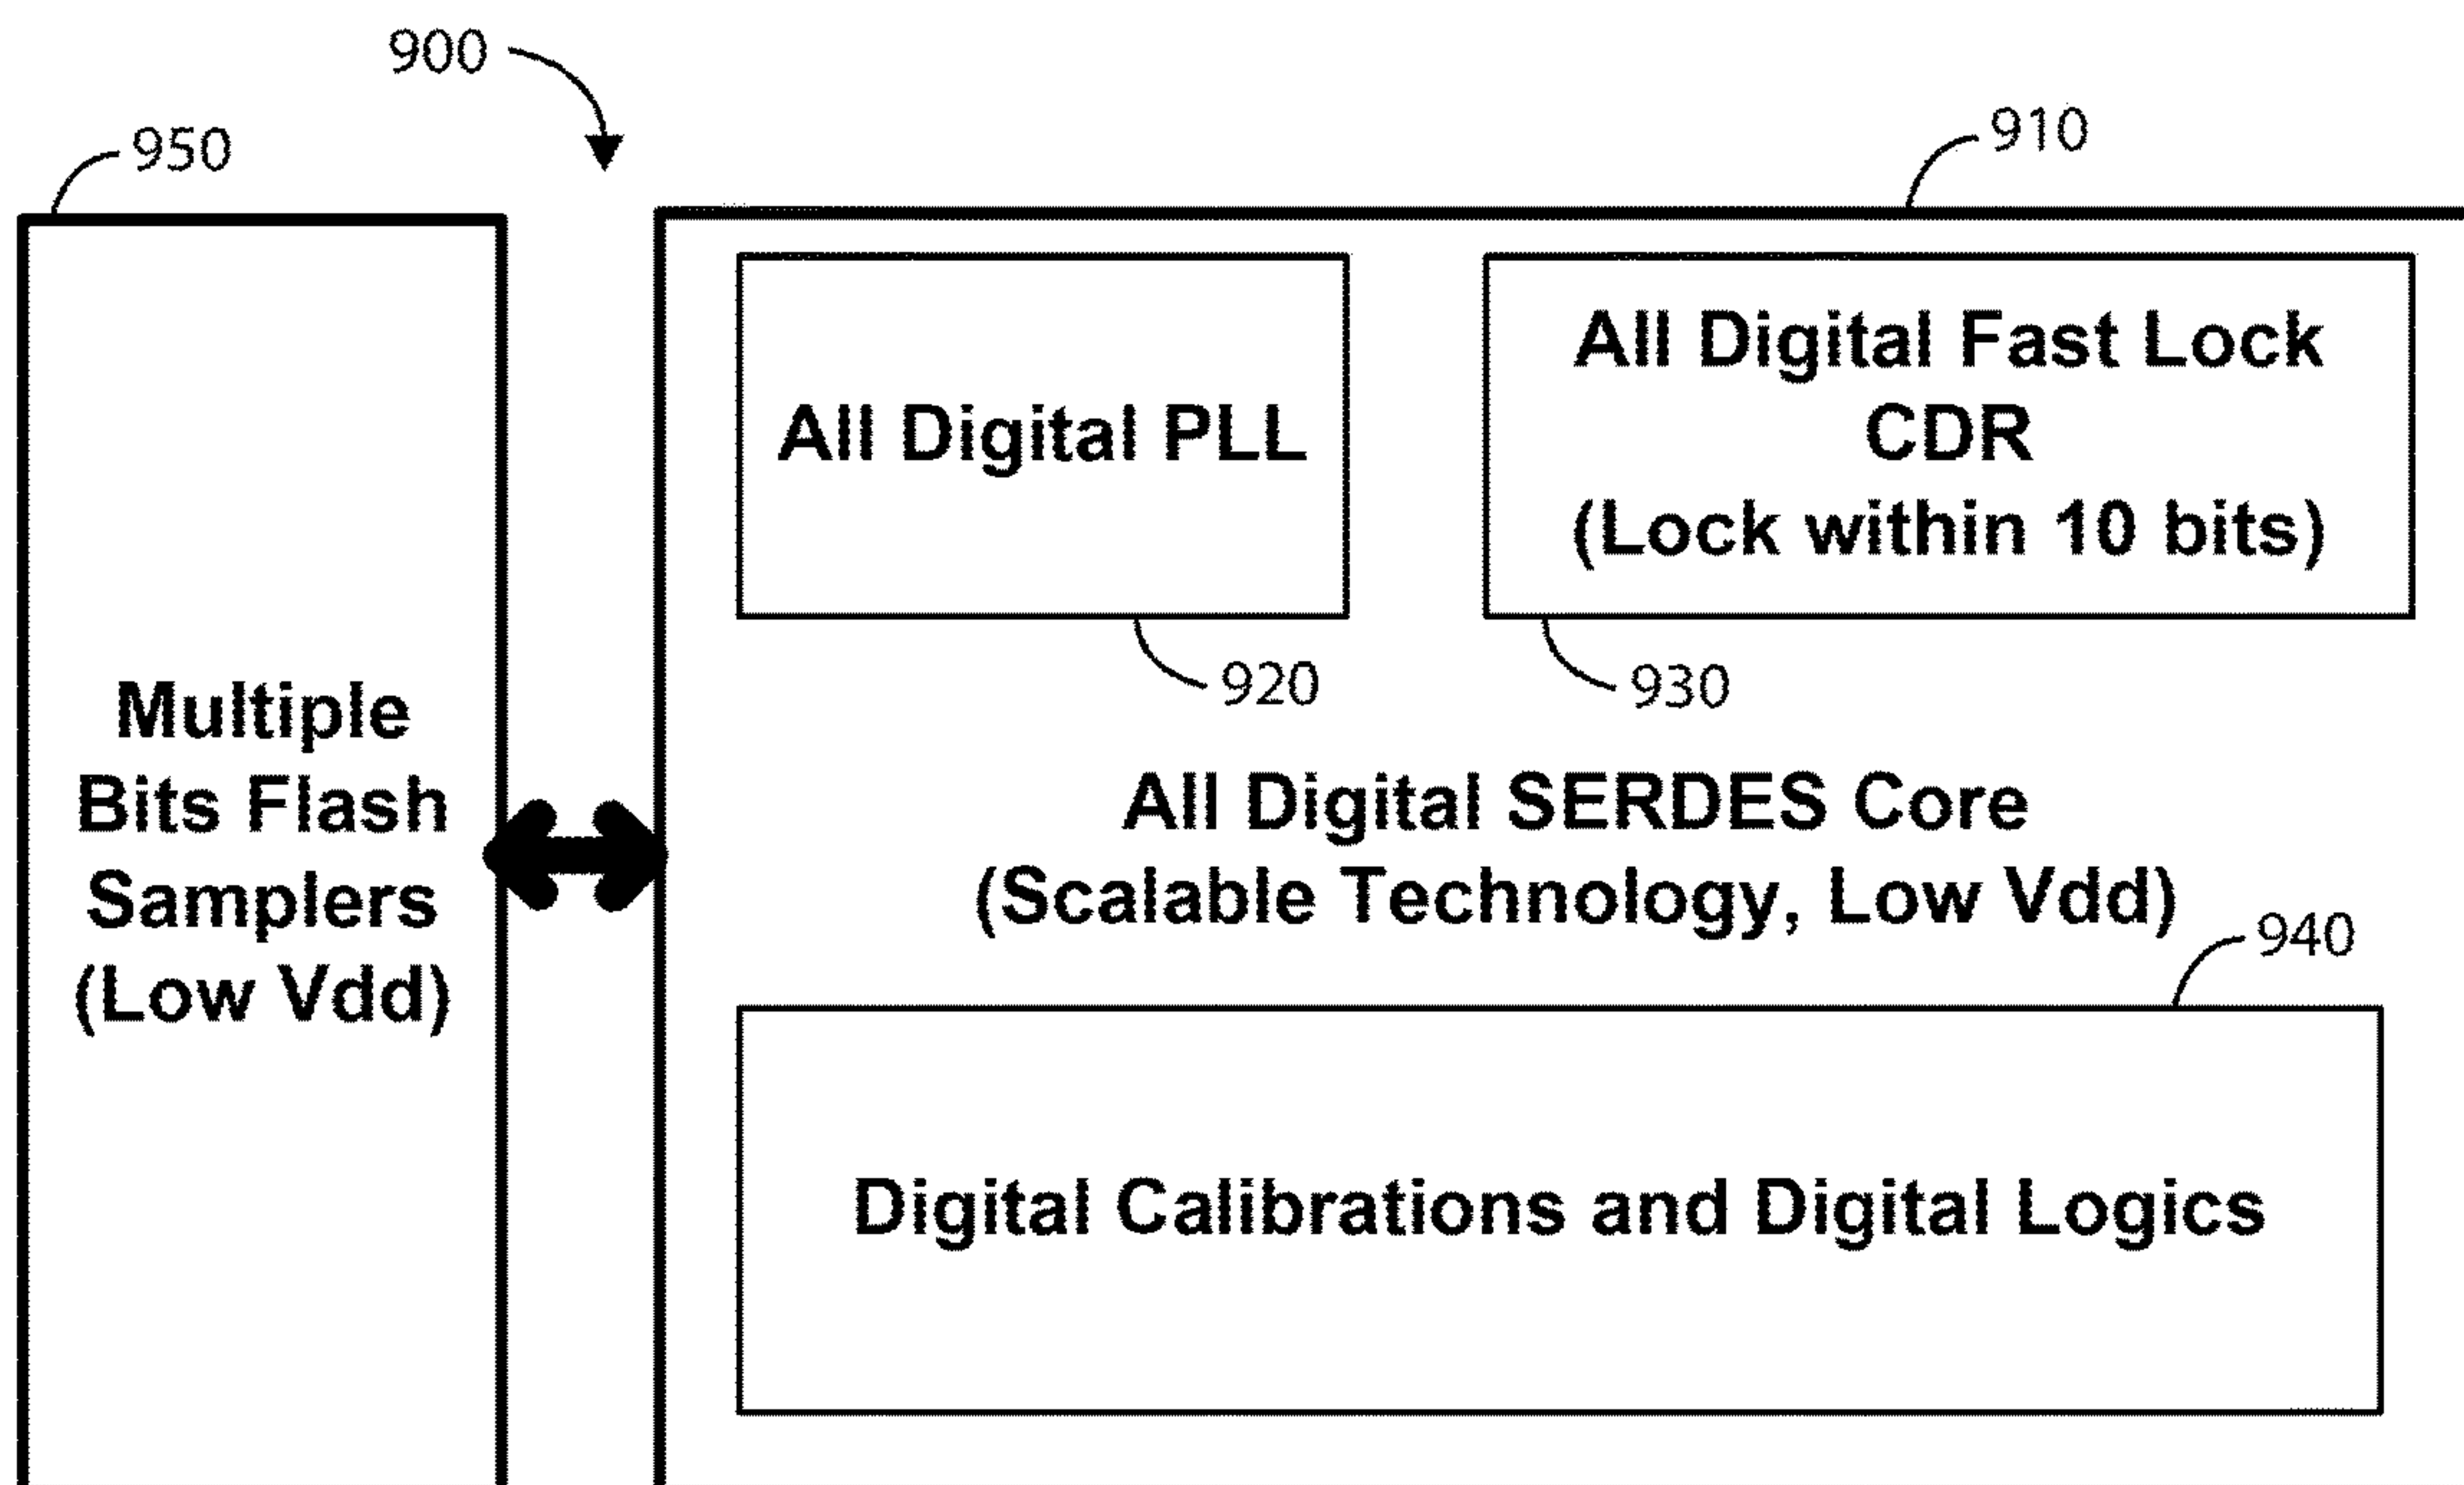 900
950
910
All Digital PLL
All Digital Fast Lock
CDR
(Lock within 10 bits)
920
930
Multiple
Bits Flash
Samplers
(Low Vdd)
All Digital SERDES Core
(Scalable Technology, Low Vdd)
940
Digital Calibrations and Digital Logics